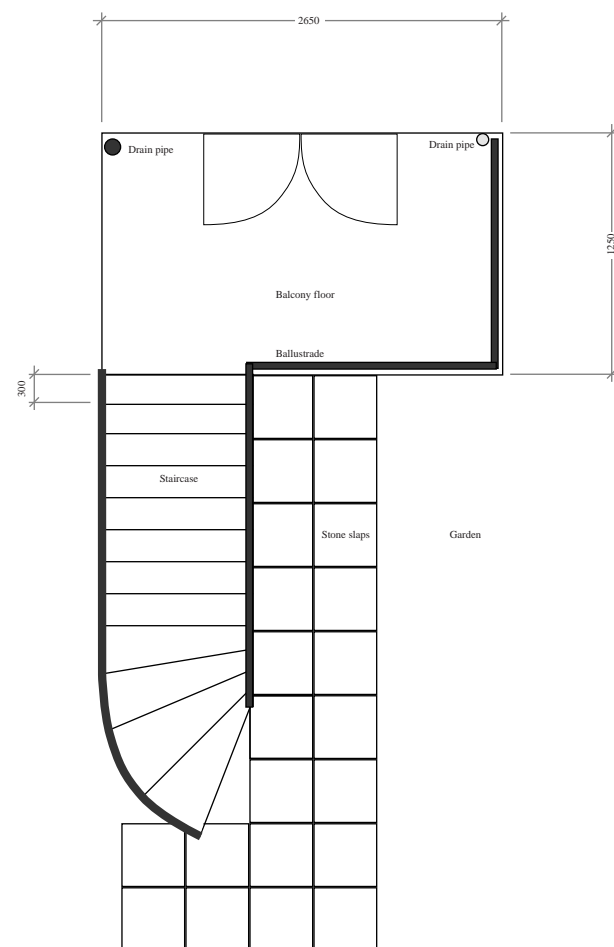 2650
Drain pipe
Drain pipe
1250
Balcony floor
Ballustrade
300
Staircase
Stone slaps
Garden